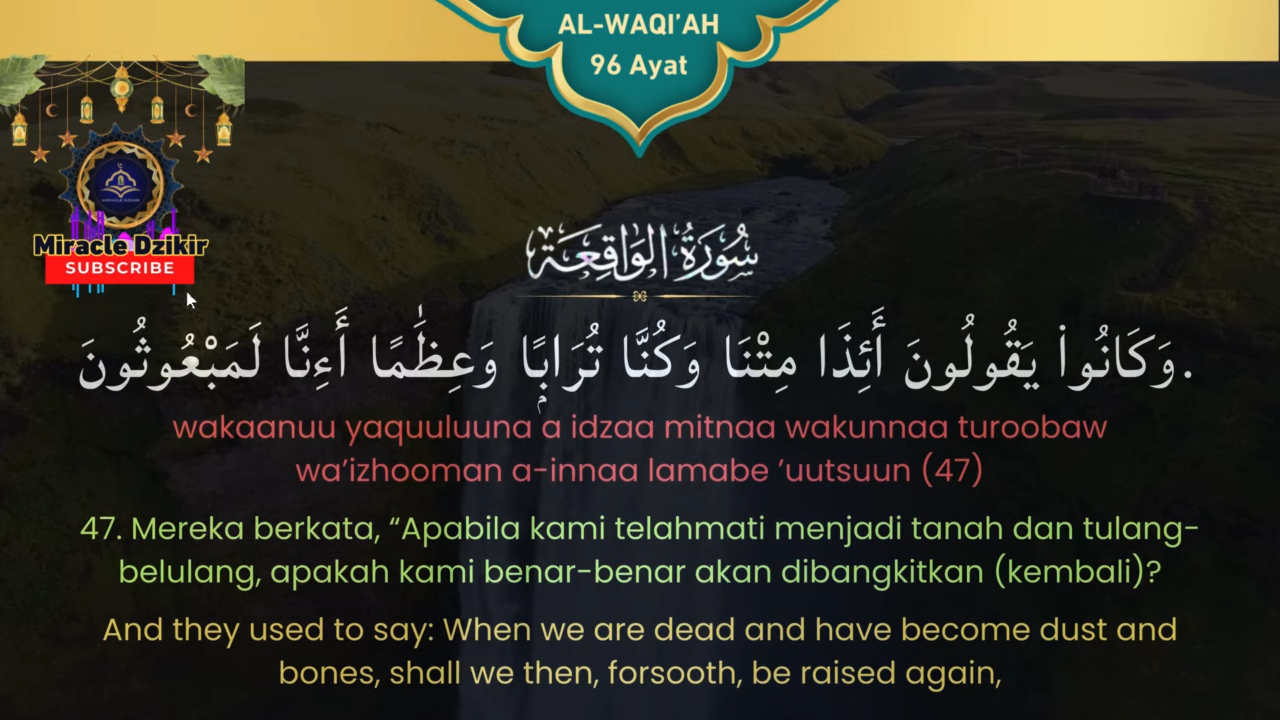 AL-WAQI’AH
96 Ayat
Miracle Dzikir
SUBSCRIBE
سُورَةُ الوَاقِعَة
وَكَانُوا۟ يَقُولُونَ أَئِذَا مِتْنَا وَكُنَّا تُرَابًۭا وَعِظَٰمًا أَءِنَّا لَمَبْعُوثُونَ.
wakaanuu yaquuluuna a idzaa mitnaa wakunnaa turoobaw
wa’izhooman a-innaa lamabe ’uutsuun (47)
47. Mereka berkata, “Apabila kami telahmati menjadi tanah dan tulang-
belulang, apakah kami benar-benar akan dibangkitkan (kembali)?
And they used to say: When we are dead and have become dust and
bones, shall we then, forsooth, be raised again,